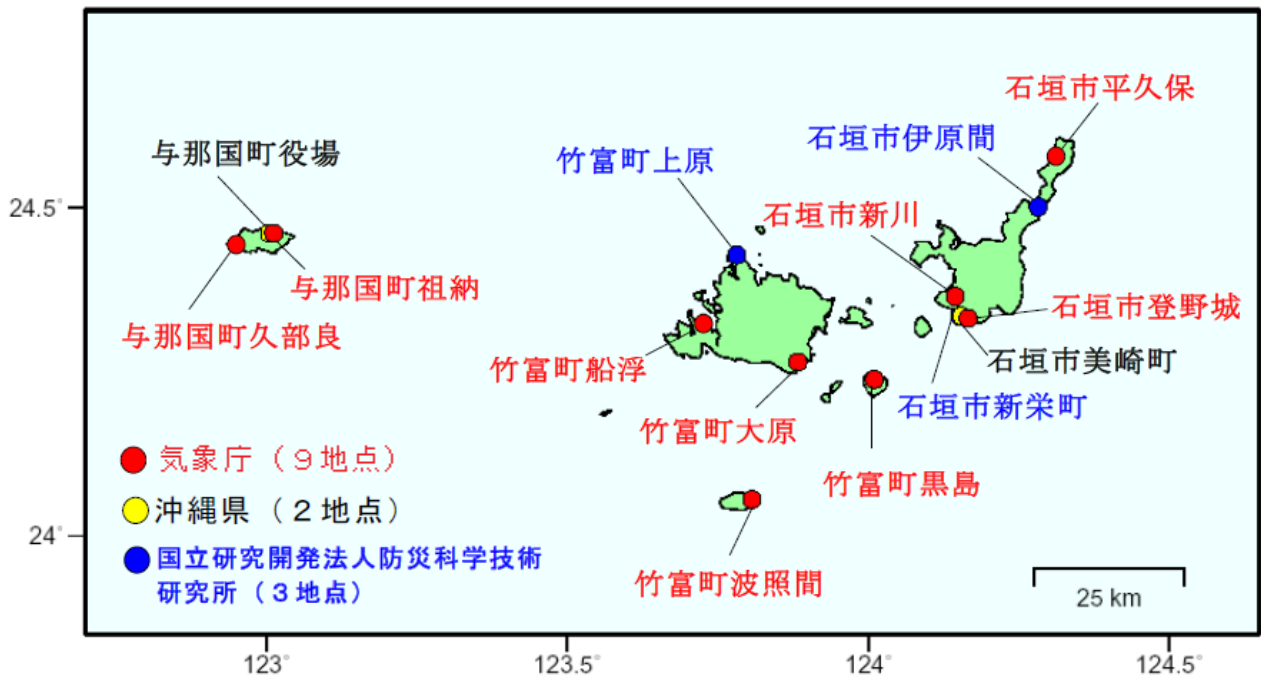 石垣市平久保
石垣市伊原間
与那国町役場
竹富町上原
24.5°
石垣市新川
与那国町祖納
石垣市登野城
与那国町久部良
石垣市美崎町
竹富町船浮
石垣市新栄町
竹富町大原
気象庁（９地点）
竹富町黒島
沖縄県（２地点）
24°
国立研究開発法人防災科学技術
研究所（３地点）
竹富町波照間
25 km
123°
123.5°
124°
124.5°